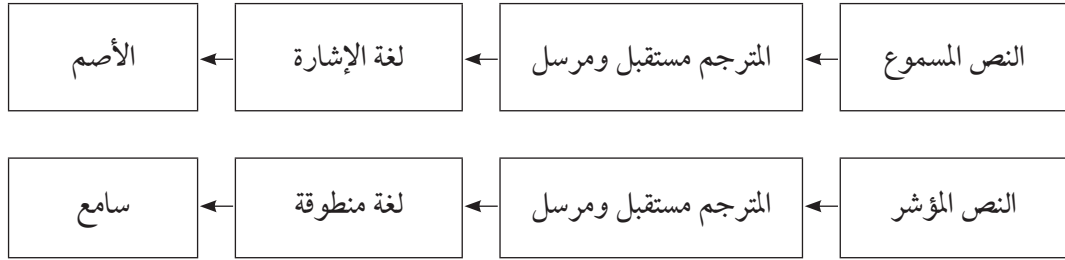 النص المسموع
المترجم مستقبل ومرسل
لغة الإشارة
الأصم
النص المؤشر
المترجم مستقبل ومرسل
لغة منطوقة
سامع